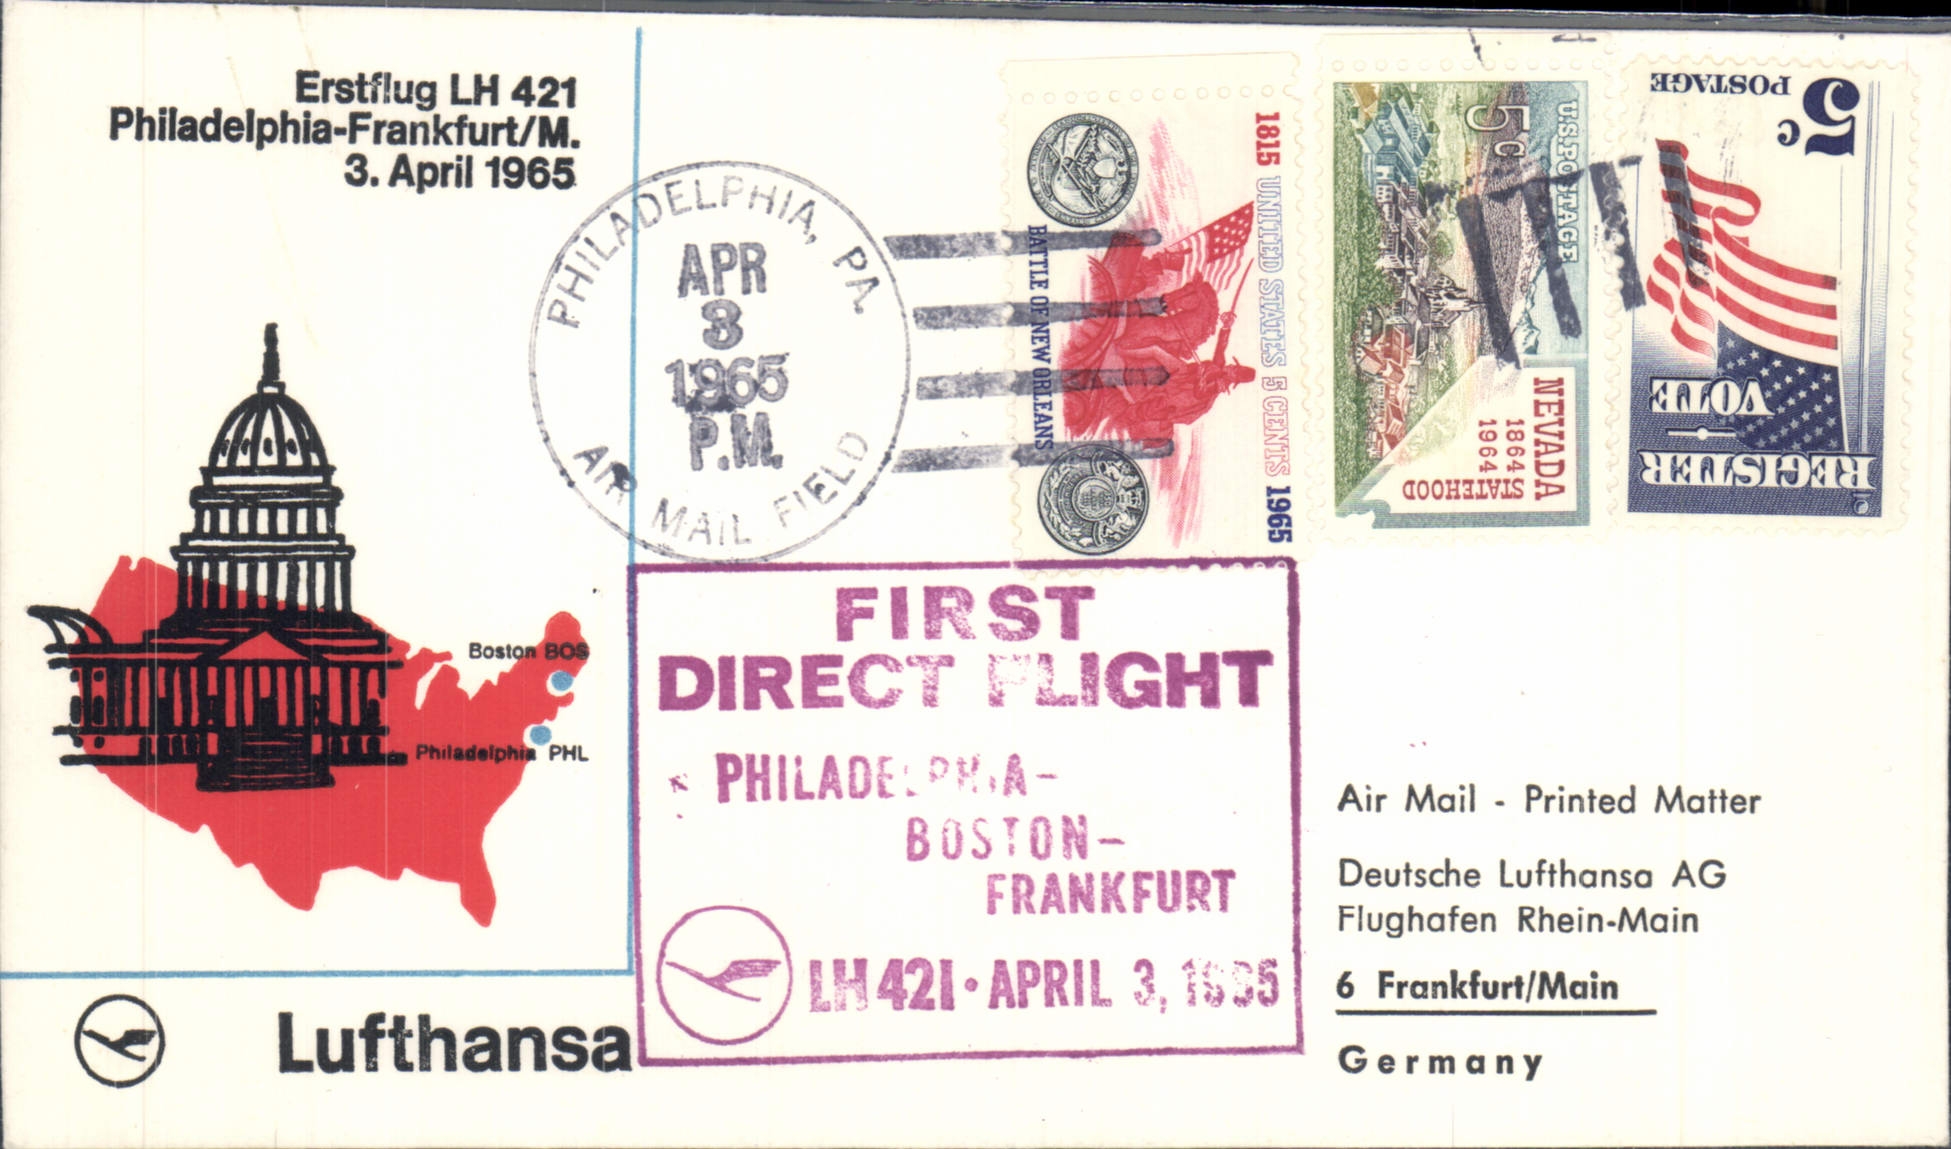 Erstflug LH 421
Philadelphia-Frankfurt/M.
3. April 1965
PHILADELPHIA, PA.
APR
3
1965
P.M.
AIR MAIL FIELD
1815 UNITED STATES 5 CENTS 1965
BATTLE OF NEW ORLEANS
U.S. POSTAGE
5c
NEVADA
1864
1964
STATEHOOD
REGISTER
VOTE
5c
POSTAGE
Boston BOS
Philadelphia PHL
FIRST
DIRECT FLIGHT
PHILADELPHIA-
BOSTON-
FRANKFURT
LH 421 • APRIL 3, 1965
Lufthansa
Air Mail - Printed Matter
Deutsche Lufthansa AG
Flughafen Rhein-Main
6 Frankfurt/Main
Germany